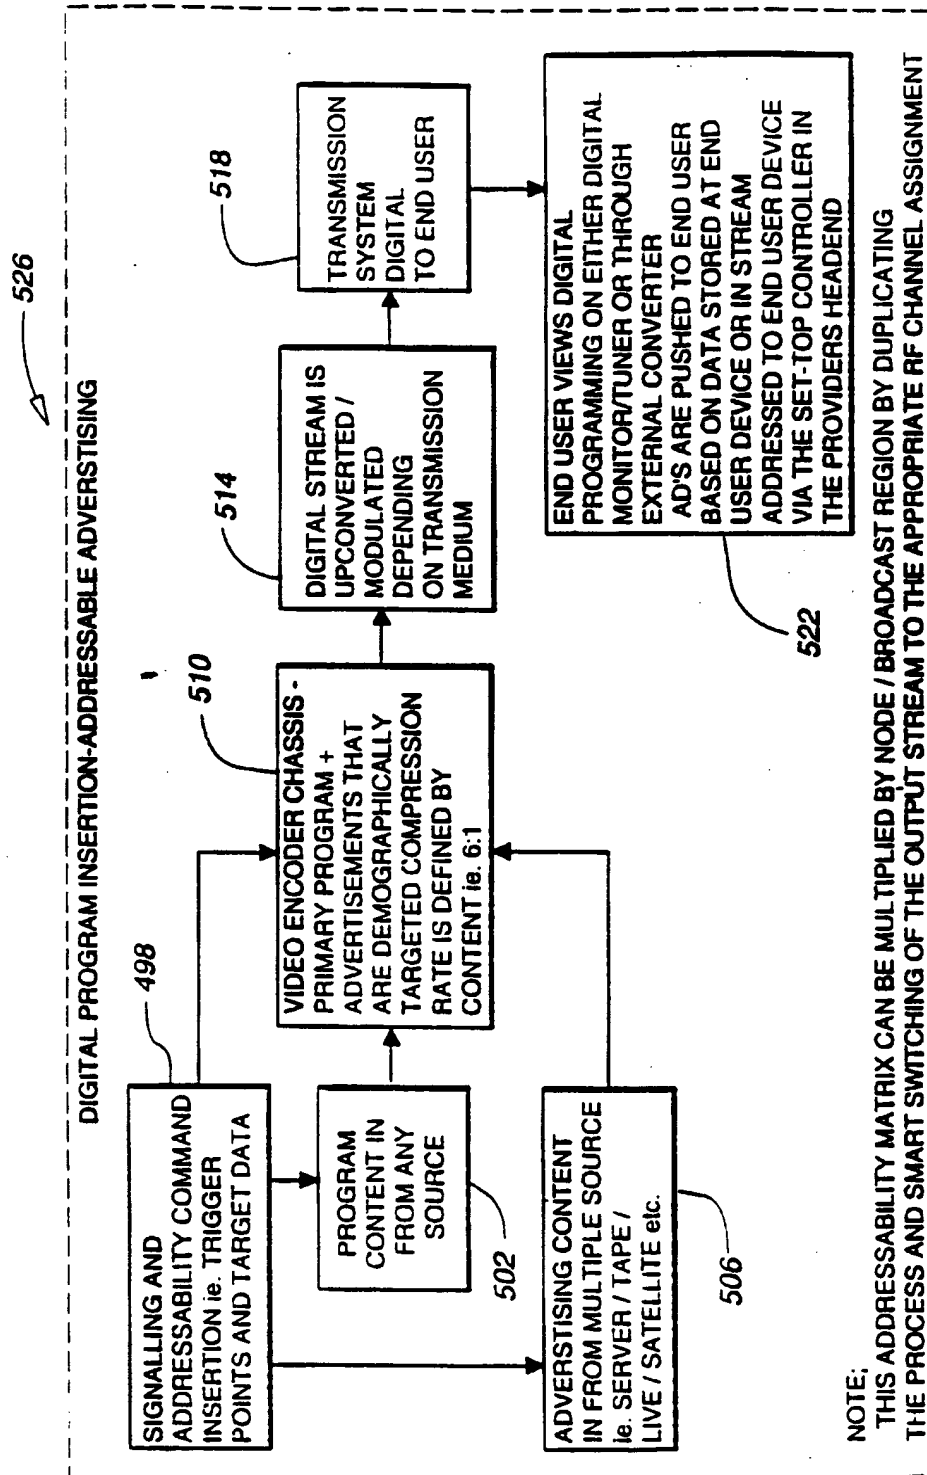 526
DIGITAL PROGRAM INSERTION-ADDRESSABLE ADVERSTISING
498
SIGNALLING AND
ADDRESSABILITY COMMAND
INSERTION ie. TRIGGER
POINTS AND TARGET DATA
PROGRAM
CONTENT IN
FROM ANY
SOURCE
502
ADVERSTISING CONTENT
IN FROM MULTIPLE SOURCE
ie. SERVER / TAPE /
LIVE / SATELLITE etc.
506
510
VIDEO ENCODER CHASSIS -
PRIMARY PROGRAM +
ADVERTISEMENTS THAT
ARE DEMOGRAPHICALLY
TARGETED COMPRESSION
RATE IS DEFINED BY
CONTENT ie. 6:1
514
DIGITAL STREAM IS
UPCONVERTED /
MODULATED
DEPENDING
ON TRANSMISSION
MEDIUM
518
TRANSMISSION
SYSTEM
DIGITAL
TO END USER
END USER VIEWS DIGITAL
PROGRAMMING ON EITHER DIGITAL
MONITOR/TUNER OR THROUGH
EXTERNAL CONVERTER
AD'S ARE PUSHED TO END USER
BASED ON DATA STORED AT END
USER DEVICE OR IN STREAM
ADDRESSED TO END USER DEVICE
VIA THE SET-TOP CONTROLLER IN
THE PROVIDERS HEADEND
522
NOTE;
THIS ADDRESSABILITY MATRIX CAN BE MULTIPLIED BY NODE / BROADCAST REGION BY DUPLICATING
THE PROCESS AND SMART SWITCHING OF THE OUTPUT STREAM TO THE APPROPRIATE RF CHANNEL ASSIGNMENT